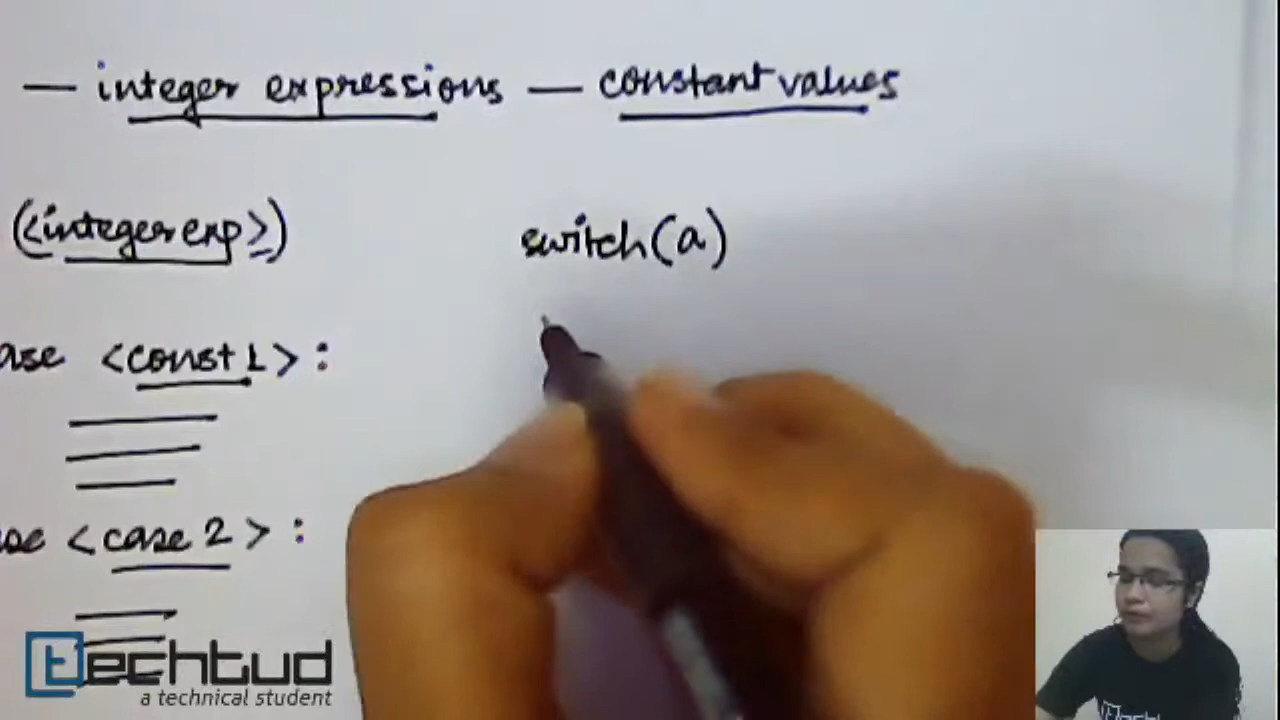 — integer expressions — constant values
(<integer exp>)
switch(a)
ase <const 1> :
se <case 2> :
techtud
a technical student